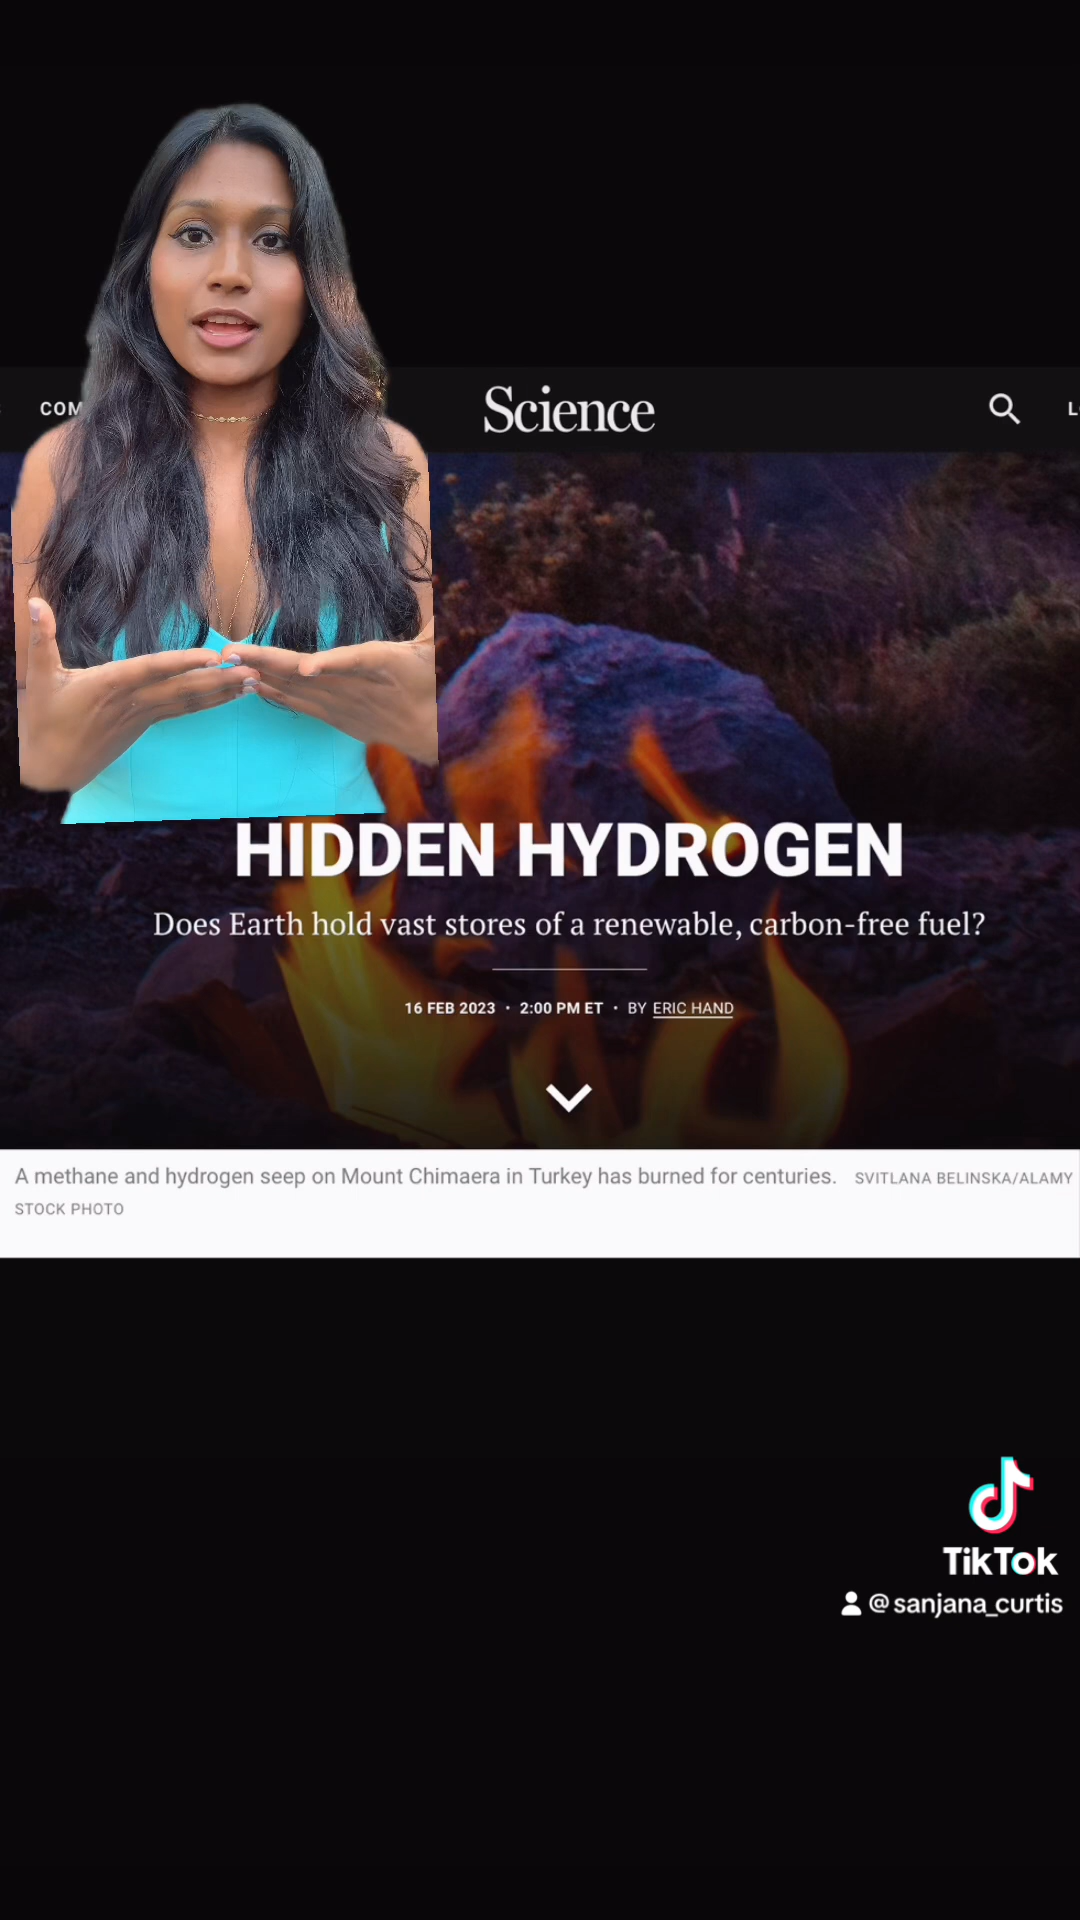 COM
Science
HIDDEN HYDROGEN
Does Earth hold vast stores of a renewable, carbon-free fuel?
16 FEB 2023 · 2:00 PM ET · BY ERIC HAND
A methane and hydrogen seep on Mount Chimaera in Turkey has burned for centuries. SVITLANA BELINSKA/ALAMY
STOCK PHOTO
TikTok
@sanjana_curtis